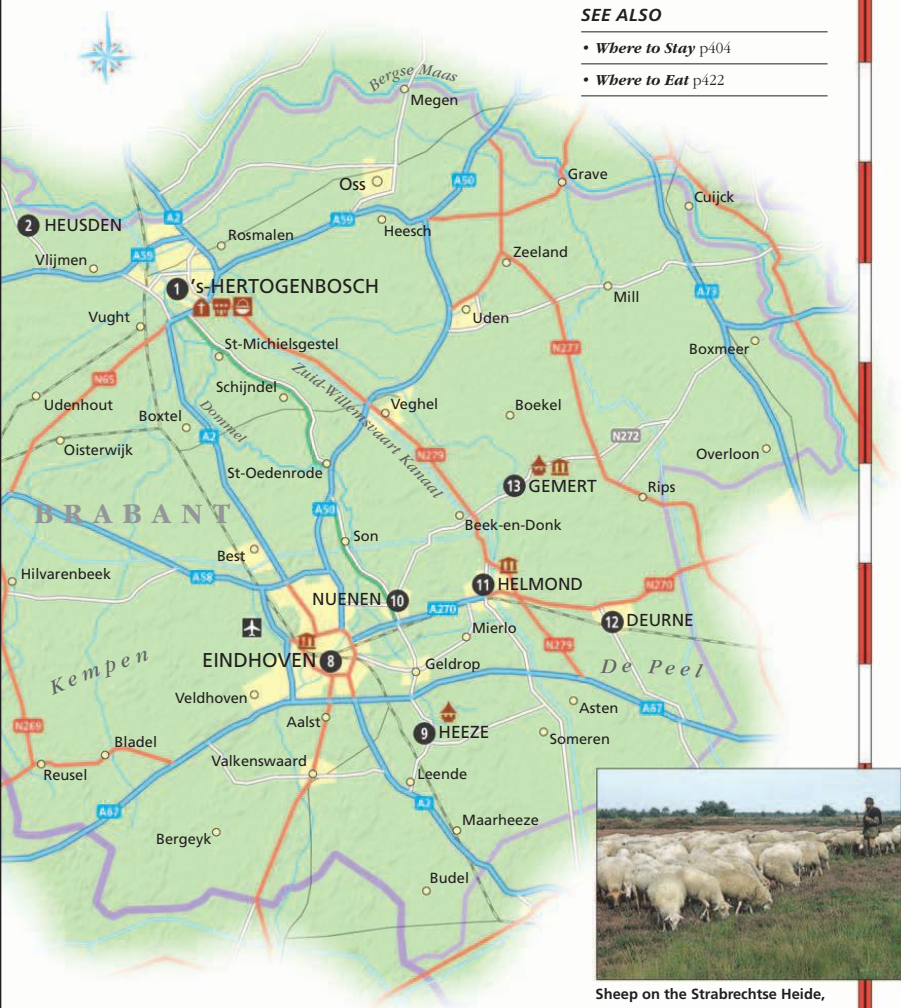 SEE ALSO
• Where to Stay p404
• Where to Eat p422
Bergse Maas
Megen
Oss
A50
Grave
Cuijck
A2
A59
Heesch
2 HEUSDEN
Rosmalen
Zeeland
Vlijmen
A59
1 's-HERTOGENBOSCH
Mill
A73
Vught
Uden
St-Michielsgestel
N277
Boxmeer
N65
Schijndel
Zuid-Willemsvaart Kanaal
Udenhout
Boxtel
Dommel
Veghel
Boekel
A2
N272
Oisterwijk
N279
Overloon
St-Oedenrode
13 GEMERT
Rips
BRABANT
A50
Beek-en-Donk
Son
Best
Hilvarenbeek
A58
11 HELMOND
N270
NUENEN 10
A270
12 DEURNE
Mierlo
N279
EINDHOVEN 8
Geldrop
De Peel
Kempen
Veldhoven
Asten
A67
Aalst
N269
9 HEEZE
Someren
Bladel
Valkenswaard
Reusel
Leende
A67
A2
Maarheeze
Bergeyk
Budel
Sheep on the Strabrechtse Heide,